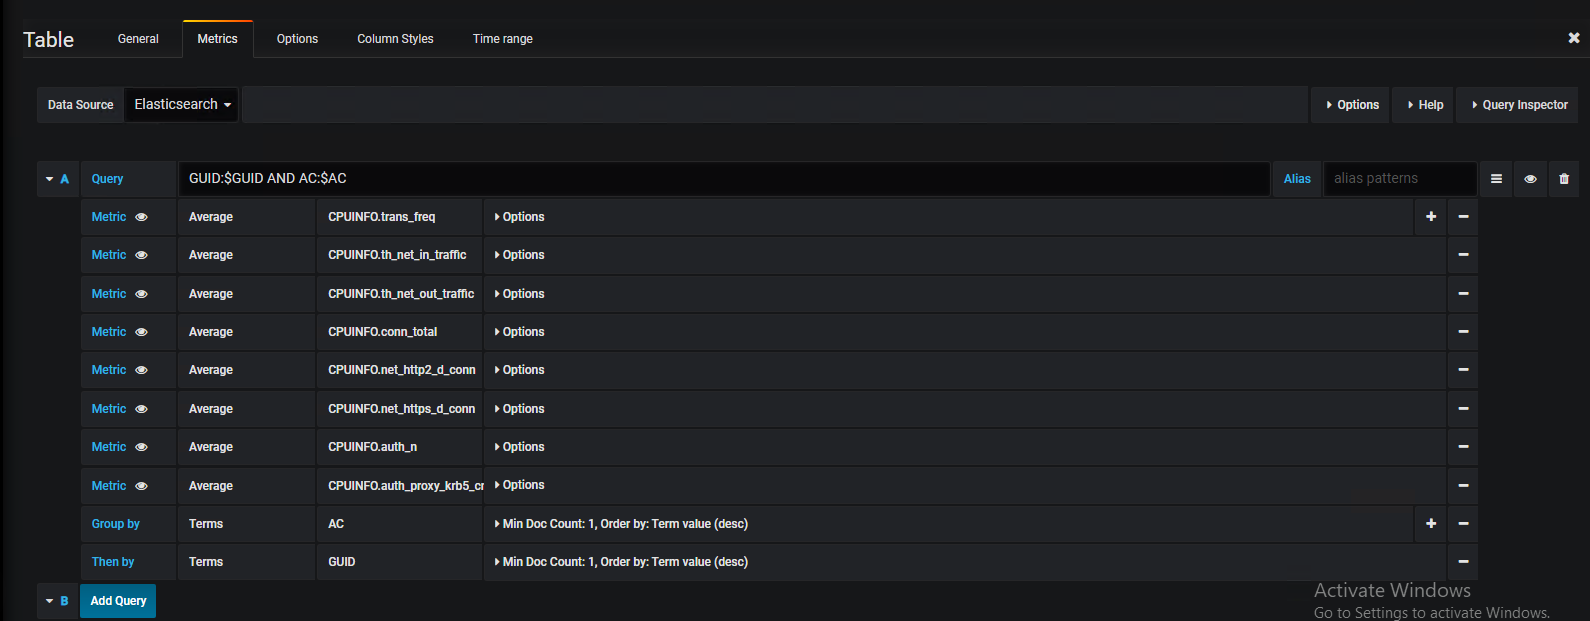 Table General Metrics Options Column Styles Time range
Data Source Elasticsearch Options Help Query Inspector
A Query GUID:$GUID AND AC:$AC Alias alias patterns
Metric Average CPUINFO.trans_freq Options
Metric Average CPUINFO.th_net_in_traffic Options
Metric Average CPUINFO.th_net_out_traffic Options
Metric Average CPUINFO.conn_total Options
Metric Average CPUINFO.net_http2_d_conn Options
Metric Average CPUINFO.net_https_d_conn Options
Metric Average CPUINFO.auth_n Options
Metric Average CPUINFO.auth_proxy_krb5_cr Options
Group by Terms AC Min Doc Count: 1, Order by: Term value (desc)
Then by Terms GUID Min Doc Count: 1, Order by: Term value (desc)
B Add Query
Activate Windows
Go to Settings to activate Windows.